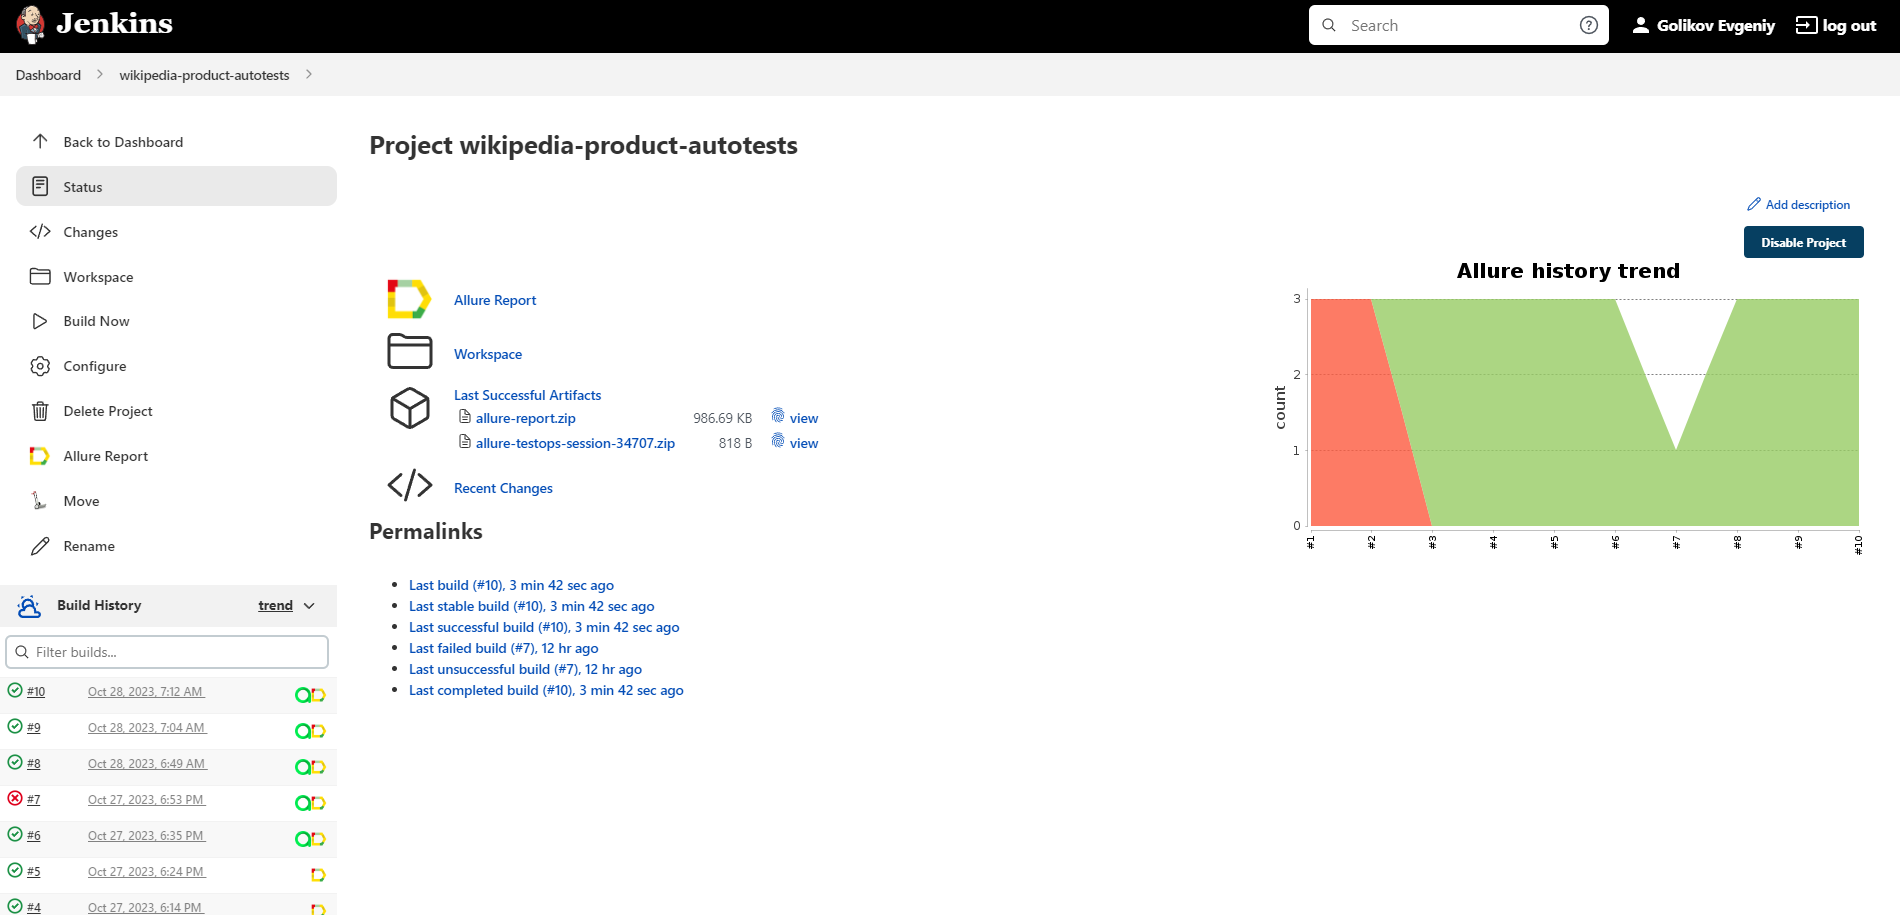 Jenkins
Search
Golikov Evgeniy
log out
Dashboard
wikipedia-product-autotests
Back to Dashboard
Status
Changes
Workspace
Build Now
Configure
Delete Project
Allure Report
Move
Rename
Build History
trend
Filter builds...
#10 Oct 28, 2023, 7:12 AM
#9 Oct 28, 2023, 7:04 AM
#8 Oct 28, 2023, 6:49 AM
#7 Oct 27, 2023, 6:53 PM
#6 Oct 27, 2023, 6:35 PM
#5 Oct 27, 2023, 6:24 PM
#4 Oct 27, 2023, 6:14 PM
Project wikipedia-product-autotests
Add description
Disable Project
Allure Report
Workspace
Last Successful Artifacts
allure-report.zip 986.69 KB view
allure-testops-session-34707.zip 818 B view
Recent Changes
Permalinks
Last build (#10), 3 min 42 sec ago
Last stable build (#10), 3 min 42 sec ago
Last successful build (#10), 3 min 42 sec ago
Last failed build (#7), 12 hr ago
Last unsuccessful build (#7), 12 hr ago
Last completed build (#10), 3 min 42 sec ago
Allure history trend
count
3
2
1
0
#1 #2 #3 #4 #5 #6 #7 #8 #9 #10